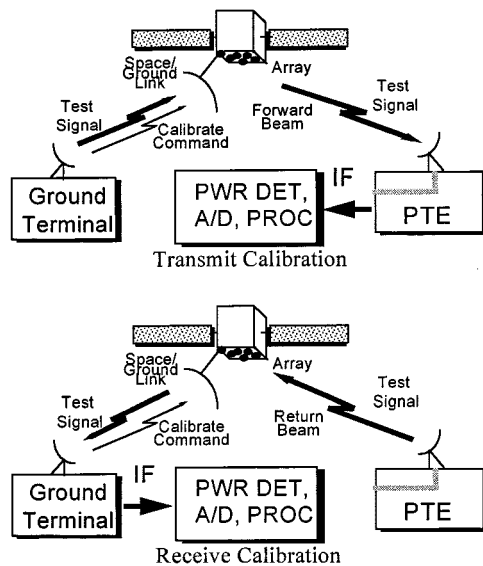 Space/
Ground
Link
Array
Test
Signal
Calibrate
Command
Forward
Beam
Test
Signal
Ground
Terminal
PWR DET,
A/D, PROC
IF
PTE
Transmit Calibration
Space/
Ground
Link
Array
Test
Signal
Calibrate
Command
Return
Beam
Test
Signal
Ground
Terminal
IF
PWR DET,
A/D, PROC
PTE
Receive Calibration